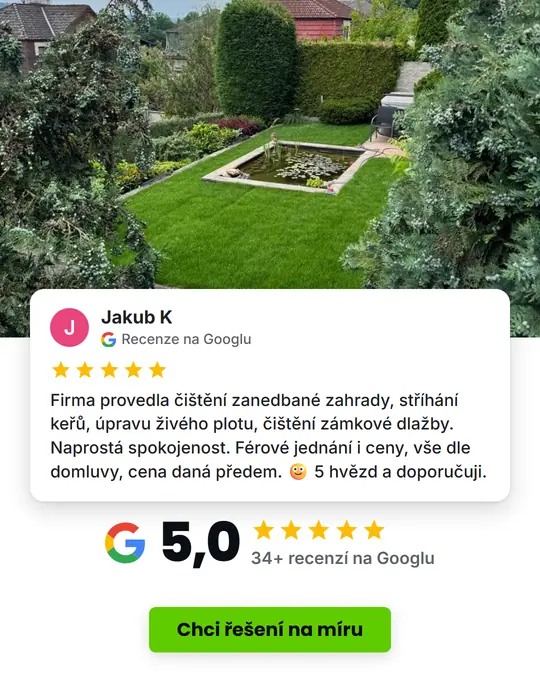 J
Jakub K
Recenze na Googlu
Firma provedla čištění zanedbané zahrady, stříhání
keřů, úpravu živého plotu, čištění zámkové dlažby.
Naprostá spokojenost. Férové jednání i ceny, vše dle
domluvy, cena daná předem. 🙂 5 hvězd a doporučuji.
5,0
34+ recenzí na Googlu
Chci řešení na míru